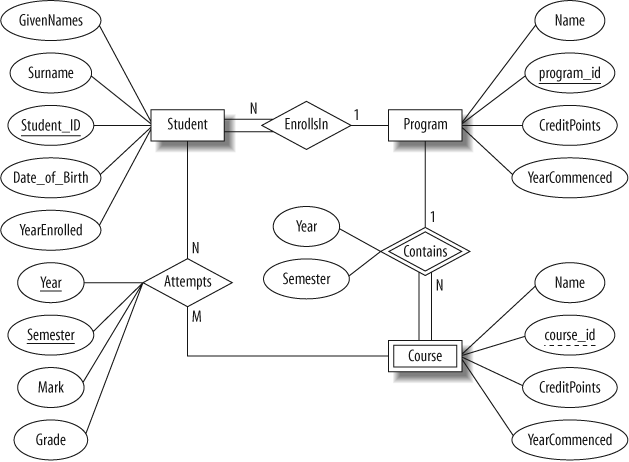 GivenNames
Name
Surname
program_id
Student_ID
Student
N
EnrollsIn
1
Program
CreditPoints
Date_of_Birth
YearCommenced
YearEnrolled
1
Year
N
Contains
Attempts
Semester
N
Year
M
Name
Semester
course_id
Course
Mark
CreditPoints
Grade
YearCommenced